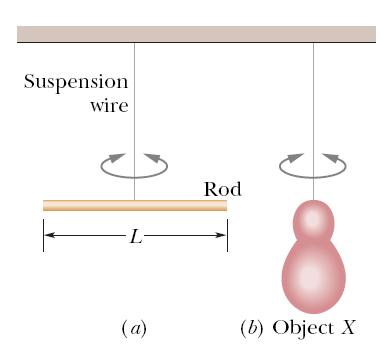 Suspension
wire
Rod
L
(a)
(b) Object X